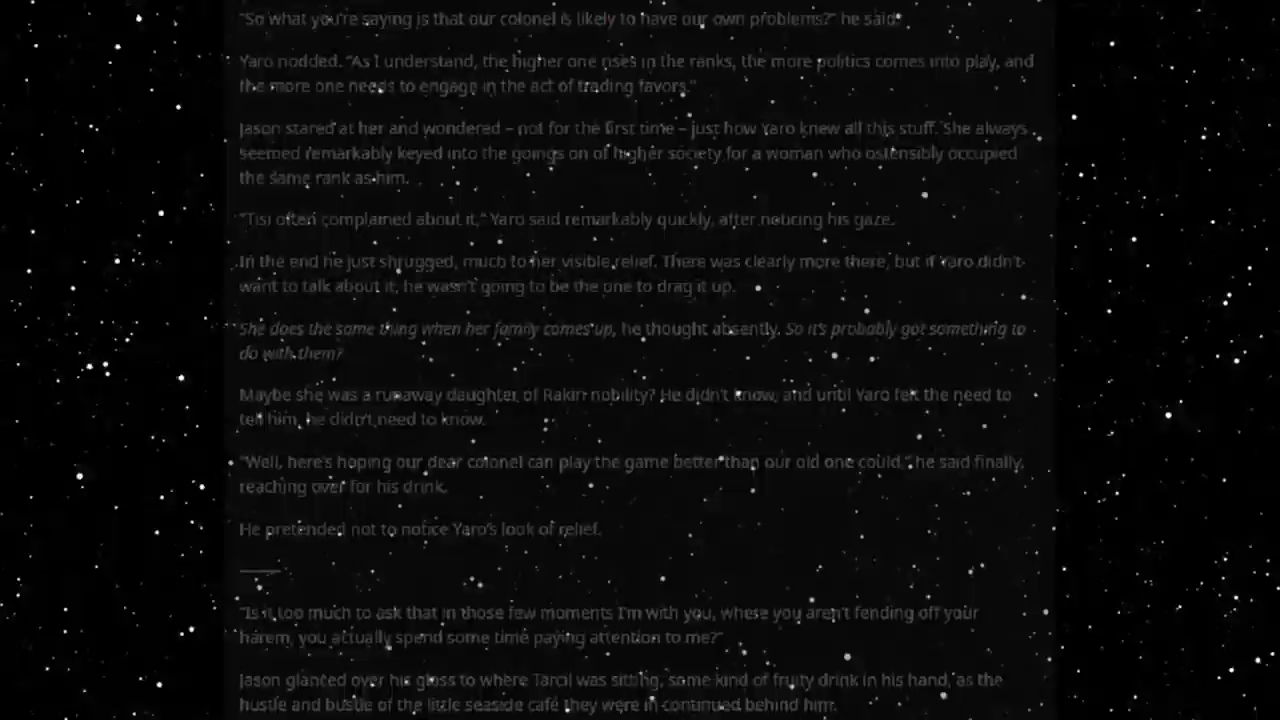 "So what you're saying is that our colonel is likely to have our own problems?" he said.
Yaro nodded. "As I understand, the higher one rises in the ranks, the more politics comes into play, and
the more one needs to engage in the act of trading favors."
Jason stared at her and wondered – not for the first time – just how Yaro knew all this stuff. She always
seemed remarkably keyed into the goings on of higher society for a woman who ostensibly occupied
the same rank as him.
"Tisi often complained about it," Yaro said remarkably quickly, after noticing his gaze.
In the end he just shrugged, much to her visible relief. There was clearly more there, but if Yaro didn't
want to talk about it, he wasn't going to be the one to drag it up.
She does the same thing when her family comes up, he thought absently. So it's probably got something to
do with them?
Maybe she was a runaway daughter of Rakin nobility? He didn't know, and until Yaro felt the need to
tell him, he didn't need to know.
"Well, here's hoping our dear colonel can play the game better than our old one could," he said finally,
reaching over for his drink.
He pretended not to notice Yaro's look of relief.
"Is it too much to ask that in those few moments I'm with you, where you aren't fending off your
harem, you actually spend some time paying attention to me?"
Jason glanced over his glass to where Tarcil was sitting, some kind of fruity drink in his hand, as the
hustle and bustle of the little seaside café they were in continued behind him.